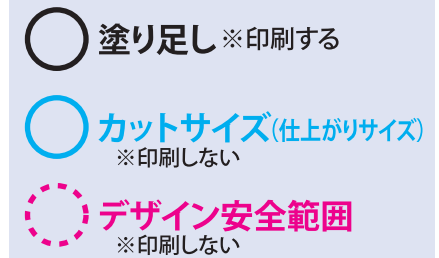 塗り足し※印刷する
カットサイズ(仕上がりサイズ)
※印刷しない
デザイン安全範囲
※印刷しない